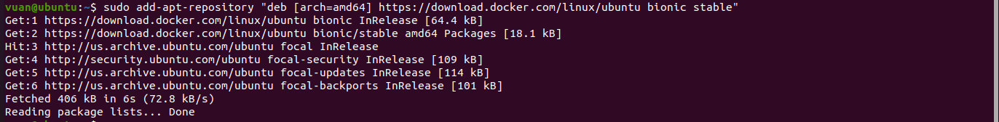 vuan@ubuntu:~$ sudo add-apt-repository "deb [arch=amd64] https://download.docker.com/linux/ubuntu bionic stable"
Get:1 https://download.docker.com/linux/ubuntu bionic InRelease [64.4 kB]
Get:2 https://download.docker.com/linux/ubuntu bionic/stable amd64 Packages [18.1 kB]
Hit:3 http://us.archive.ubuntu.com/ubuntu focal InRelease
Get:4 http://security.ubuntu.com/ubuntu focal-security InRelease [109 kB]
Get:5 http://us.archive.ubuntu.com/ubuntu focal-updates InRelease [114 kB]
Get:6 http://us.archive.ubuntu.com/ubuntu focal-backports InRelease [101 kB]
Fetched 406 kB in 6s (72.8 kB/s)
Reading package lists... Done